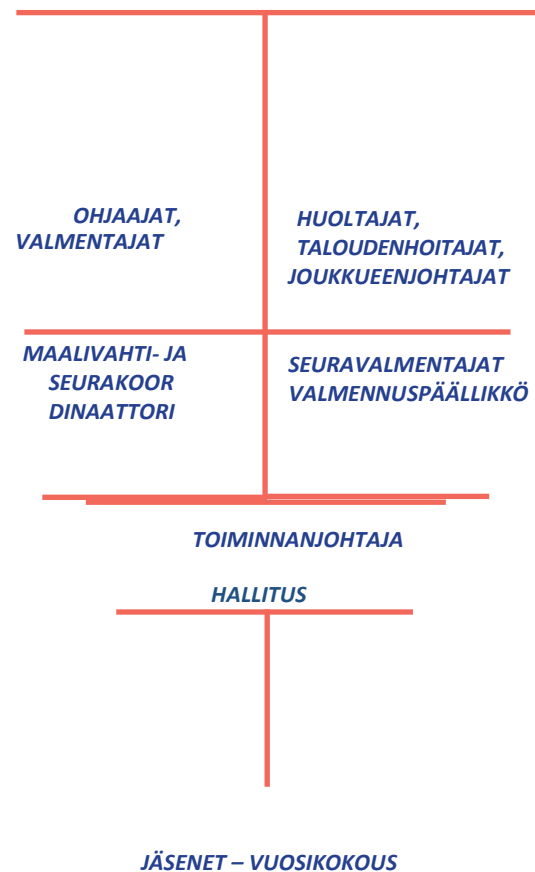 OHJAAJAT,
VALMENTAJAT
HUOLTAJAT,
TALOUDENHOITAJAT,
JOUKKUEENJOHTAJAT
MAALIVAHTI- JA
SEURAKOOR
DINAATTORI
SEURAVALMENTAJAT
VALMENNUSPÄÄLLIKKÖ
TOIMINNANJOHTAJA
HALLITUS
JÄSENET – VUOSIKOKOUS